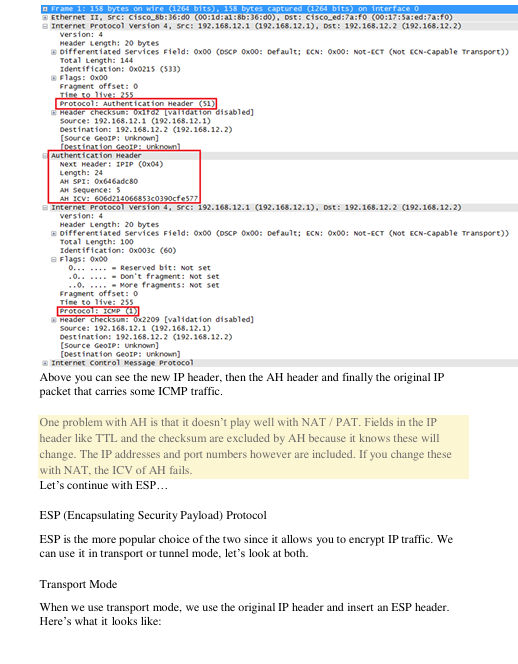 Frame 1: 158 bytes on wire (1264 bits), 158 bytes captured (1264 bits) on interface 0
Ethernet II, Src: Cisco_8b:36:d0 (00:1d:a1:8b:36:d0), Dst: Cisco_ed:7a:f0 (00:17:5a:ed:7a:f0)
Internet Protocol Version 4, Src: 192.168.12.1 (192.168.12.1), Dst: 192.168.12.2 (192.168.12.2)
Version: 4
Header Length: 20 bytes
Differentiated Services Field: 0x00 (DSCP 0x00: Default; ECN: 0x00: Not-ECT (Not ECN-Capable Transport))
Total Length: 144
Identification: 0x0215 (533)
Flags: 0x00
Fragment offset: 0
Time to live: 255
Protocol: Authentication Header (51)
Header checksum: 0x1fd2 [validation disabled]
Source: 192.168.12.1 (192.168.12.1)
Destination: 192.168.12.2 (192.168.12.2)
[Source GeoIP: Unknown]
[Destination GeoIP: Unknown]
Authentication Header
Next Header: IPIP (0x04)
Length: 24
AH SPI: 0x646adc80
AH Sequence: 5
AH ICV: 606d214066853c0390cfe577
Internet Protocol Version 4, Src: 192.168.12.1 (192.168.12.1), Dst: 192.168.12.2 (192.168.12.2)
Version: 4
Header Length: 20 bytes
Differentiated Services Field: 0x00 (DSCP 0x00: Default; ECN: 0x00: Not-ECT (Not ECN-Capable Transport))
Total Length: 100
Identification: 0x003c (60)
Flags: 0x00
0... .... = Reserved bit: Not set
.0.. .... = Don't fragment: Not set
..0. .... = More fragments: Not set
Fragment offset: 0
Time to live: 255
Protocol: ICMP (1)
Header checksum: 0x2209 [validation disabled]
Source: 192.168.12.1 (192.168.12.1)
Destination: 192.168.12.2 (192.168.12.2)
[Source GeoIP: Unknown]
[Destination GeoIP: Unknown]
Internet Control Message Protocol
Above you can see the new IP header, then the AH header and finally the original IP
packet that carries some ICMP traffic.
One problem with AH is that it doesn't play well with NAT / PAT. Fields in the IP
header like TTL and the checksum are excluded by AH because it knows these will
change. The IP addresses and port numbers however are included. If you change these
with NAT, the ICV of AH fails.
Let's continue with ESP…
ESP (Encapsulating Security Payload) Protocol
ESP is the more popular choice of the two since it allows you to encrypt IP traffic. We
can use it in transport or tunnel mode, let's look at both.
Transport Mode
When we use transport mode, we use the original IP header and insert an ESP header.
Here's what it looks like: